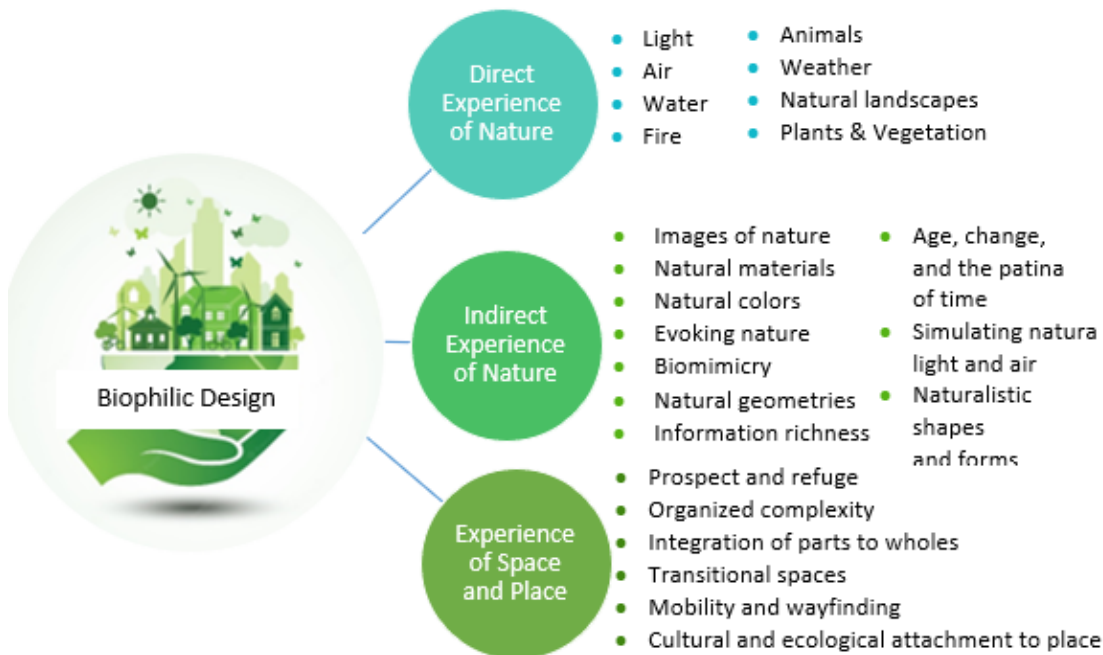 Biophilic Design
Direct
Experience
of Nature
Light
Air
Water
Fire
Animals
Weather
Natural landscapes
Plants & Vegetation
Indirect
Experience
of Nature
Images of nature
Natural materials
Natural colors
Evoking nature
Biomimicry
Natural geometries
Information richness
Age, change,
and the patina
of time
Simulating natura
light and air
Naturalistic
shapes
and forms
Experience
of Space
and Place
Prospect and refuge
Organized complexity
Integration of parts to wholes
Transitional spaces
Mobility and wayfinding
Cultural and ecological attachment to place